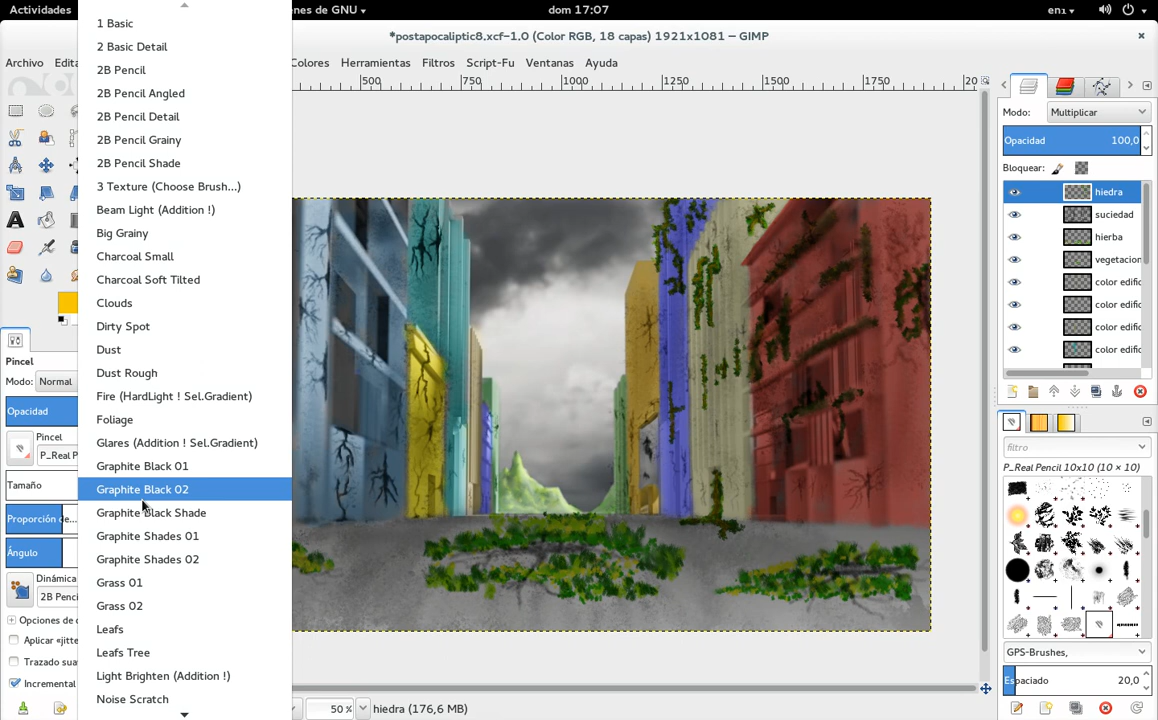 Actividades
enes de GNU
dom 17:07
en1
*postapocaliptic8.xcf-1.0 (Color RGB, 18 capas) 1921x1081 – GIMP
Archivo
Colores
Herramientas
Filtros
Script-Fu
Ventanas
Ayuda
500
750
1000
1250
1500
1750
1 Basic
2 Basic Detail
2B Pencil
2B Pencil Angled
2B Pencil Detail
2B Pencil Grainy
2B Pencil Shade
3 Texture (Choose Brush...)
Beam Light (Addition !)
Big Grainy
Charcoal Small
Charcoal Soft Tilted
Clouds
Dirty Spot
Dust
Dust Rough
Fire (HardLight ! Sel.Gradient)
Foliage
Glares (Addition ! Sel.Gradient)
Graphite Black 01
Graphite Black 02
Graphite Black Shade
Graphite Shades 01
Graphite Shades 02
Grass 01
Grass 02
Leafs
Leafs Tree
Light Brighten (Addition !)
Noise Scratch
Pincel
Modo: Normal
Opacidad
Pincel
P_Real P
Tamaño
Proporción de...
Ángulo
Dinámica
2B Penci
Opciones de
Aplicar «jitte
Trazado sua
Incremental
50 %
hiedra (176,6 MB)
Modo: Multiplicar
Opacidad 100,0
Bloquear:
hiedra
suciedad
hierba
vegetacion
color edific
color edific
color edific
color edific
filtro
P_Real Pencil 10x10 (10 × 10)
GPS-Brushes,
Espaciado 20,0